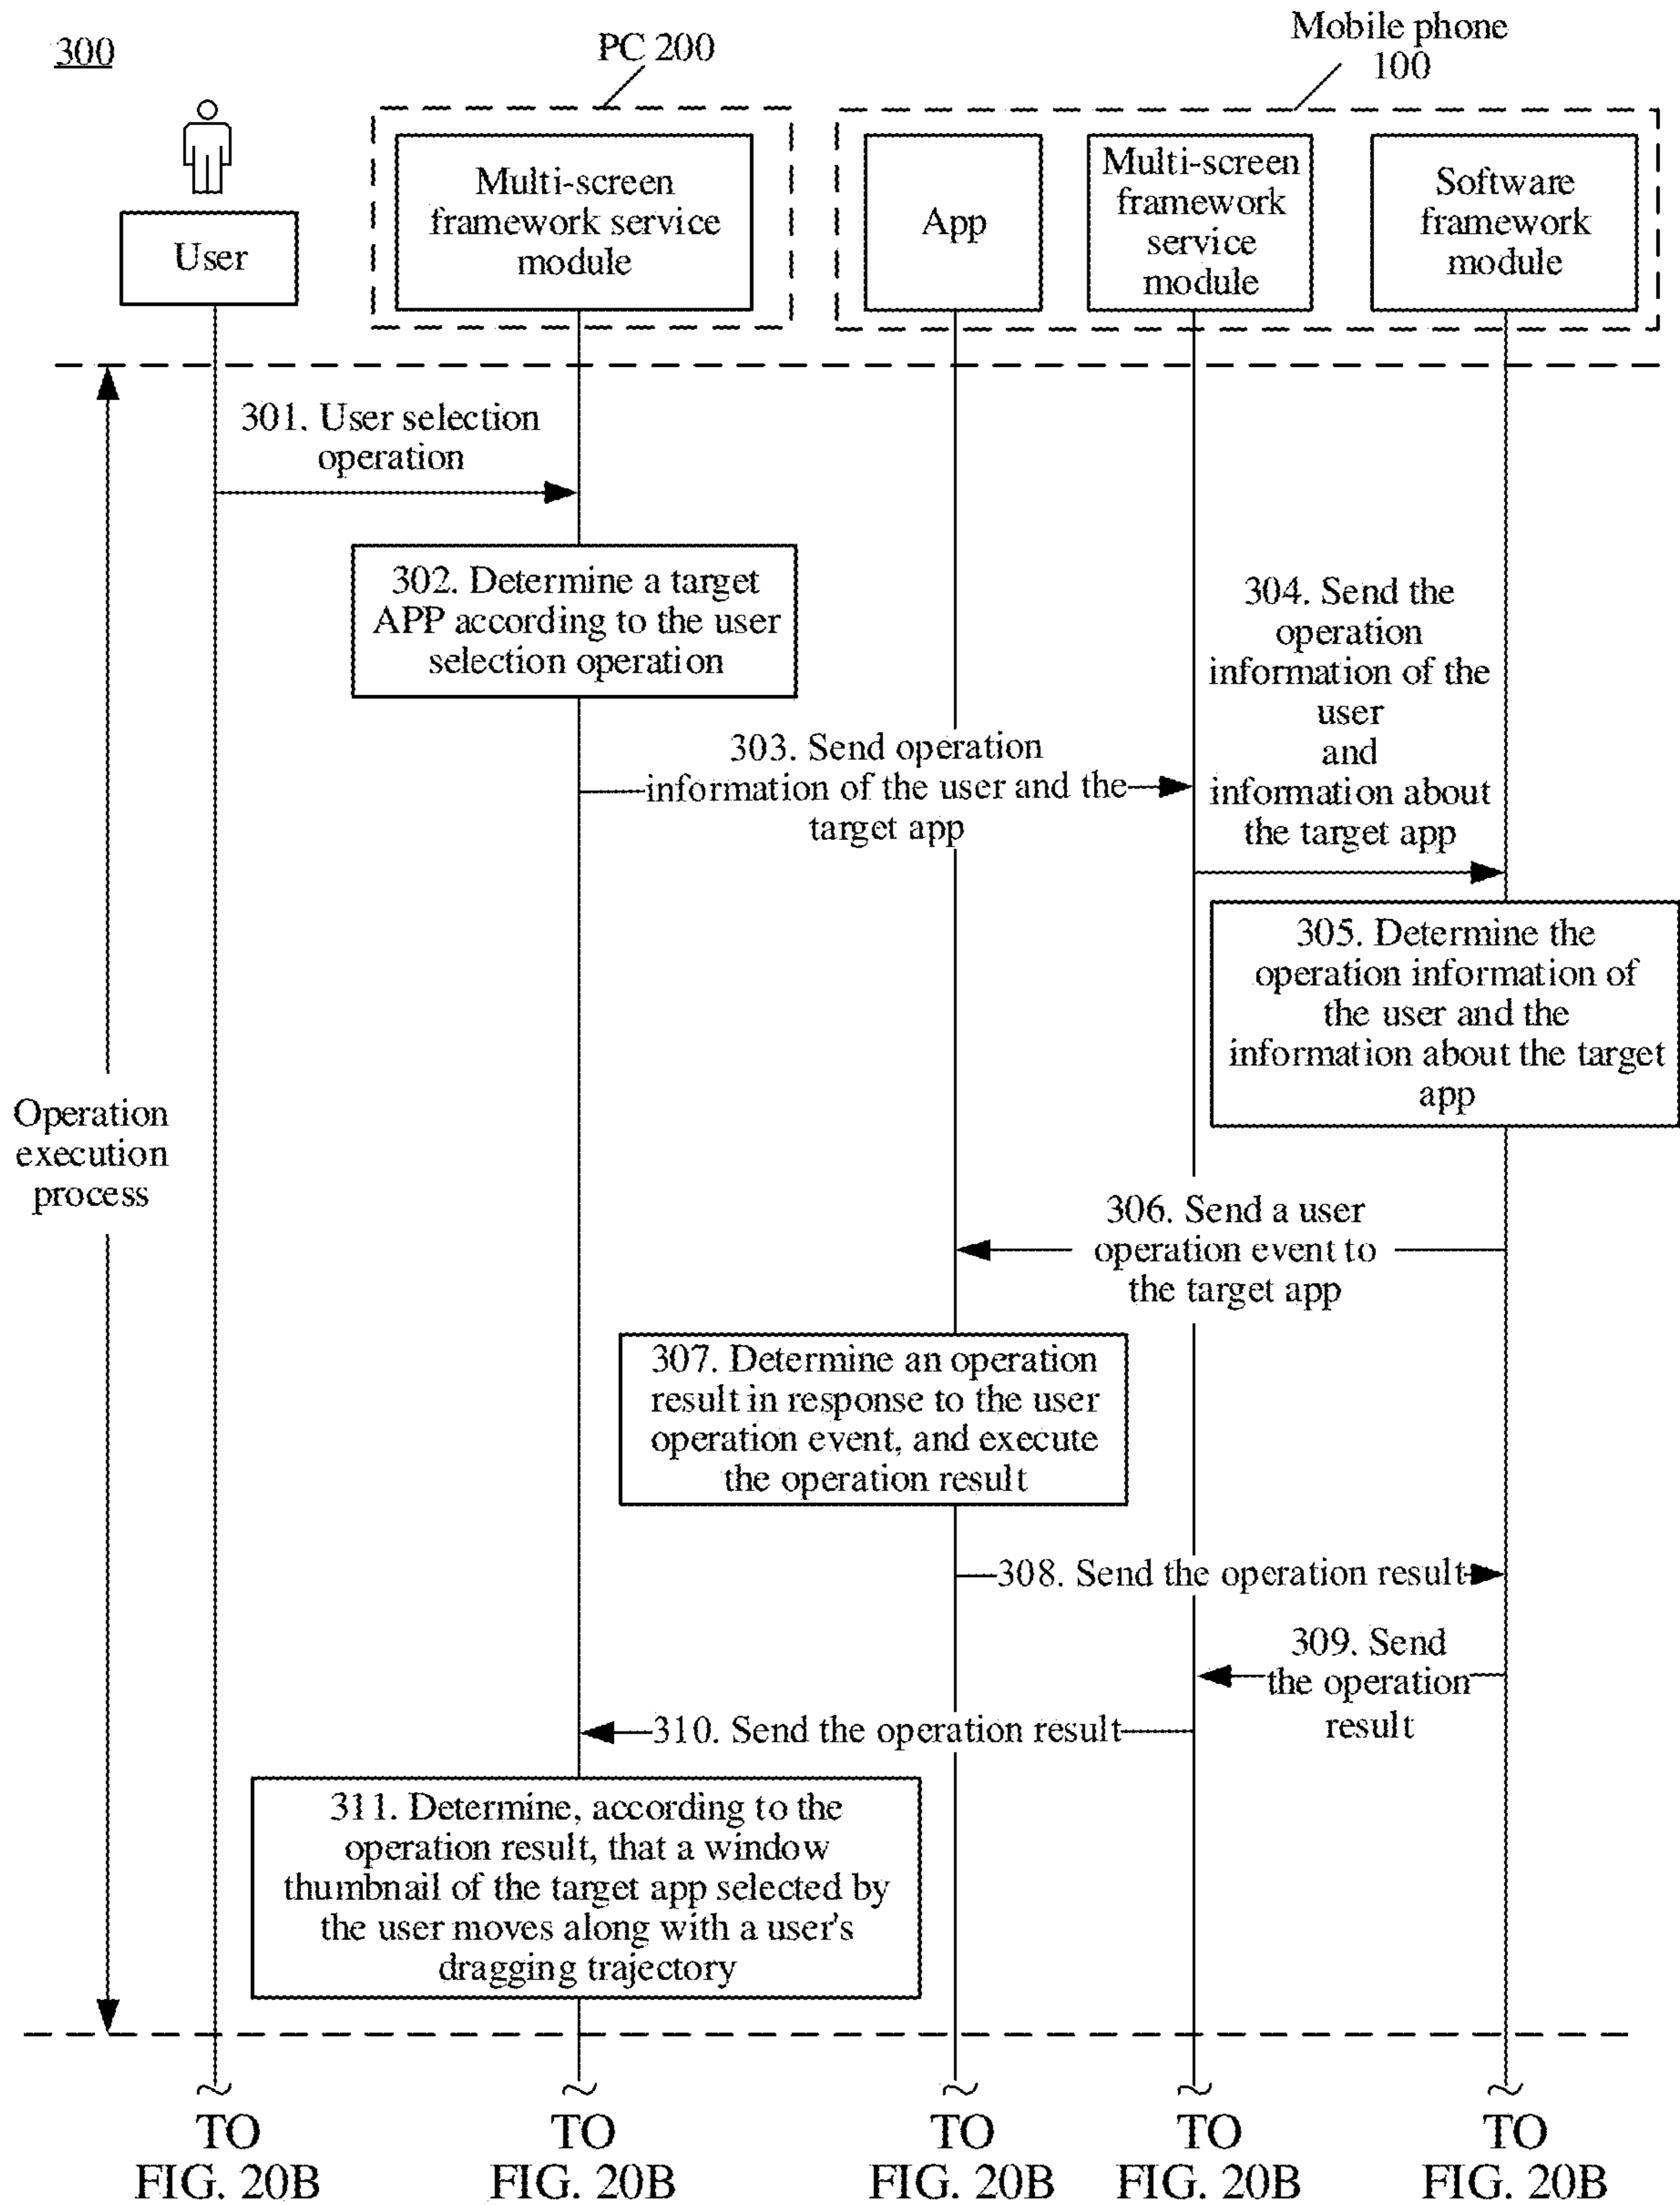 300
PC 200
Mobile phone
100
User
Multi-screen
framework service
module
App
Multi-screen
framework
service
module
Software
framework
module
Operation
execution
process
301. User selection
operation
302. Determine a target
APP according to the user
selection operation
303. Send operation
information of the user and the
target app
304. Send the
operation
information of the
user
and
information about
the target app
305. Determine the
operation information of
the user and the
information about the target
app
306. Send a user
operation event to
the target app
307. Determine an operation
result in response to the user
operation event, and execute
the operation result
308. Send the operation result
309. Send
the operation
result
310. Send the operation result
311. Determine, according to the
operation result, that a window
thumbnail of the target app selected by
the user moves along with a user's
dragging trajectory
TO
FIG. 20B
TO
FIG. 20B
TO
FIG. 20B
TO
FIG. 20B
TO
FIG. 20B